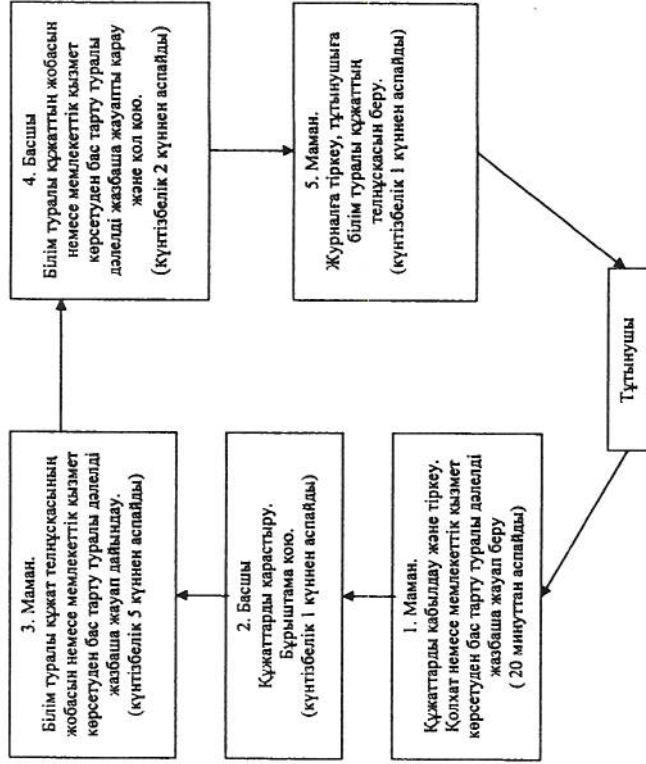 Тұтынушы
1. Маман.
Құжаттарды қабылдау және тіркеу.
Қолхат немесе мемлекеттік қызмет
көрсетуден бас тарту туралы дәлелді
жазбаша жауап беру
( 20 минуттан аспайды)
2. Басшы
Құжаттарды карастыру.
Бұрыштама қою.
(күнтізбелік 1 күннен аспайды)
3. Маман.
Білім туралы құжат телнұсқасының
жобасын немесе мемлекеттік қызмет
көрсетуден бас тарту туралы дәлелді
жазбаша жауап дайындау.
(күнтізбелік 5 күннен аспайды)
4. Басшы
Білім туралы құжаттың жобасын
немесе мемлекеттік қызмет
көрсетуден бас тарту туралы
дәлелді жазбаша жауапты карау
және қол қою.
(күнтізбелік 2 күннен аспайды)
5. Маман.
Журналға тіркеу, тұтынушыға
білім туралы құжаттың
телнұсқасын беру.
(күнтізбелік 1 күннен аспайды)